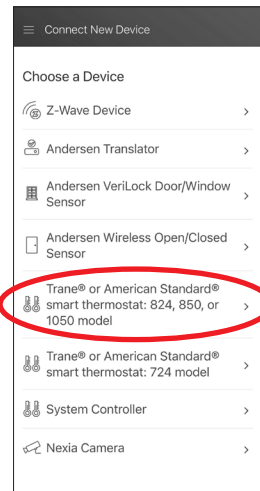 Connect New Device
Choose a Device
Z-Wave Device
Andersen Translator
Andersen VeriLock Door/Window
Sensor
Andersen Wireless Open/Closed
Sensor
Trane® or American Standard®
smart thermostat: 824, 850, or
1050 model
Trane® or American Standard®
smart thermostat: 724 model
System Controller
Nexia Camera